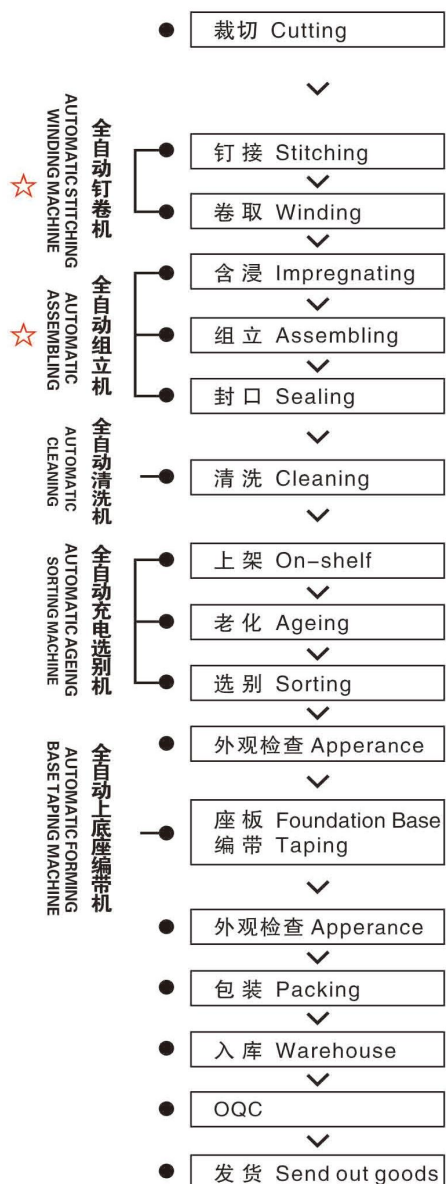 裁切 Cutting
全自动钉卷机
AUTOMATIC STITCHING
WINDING MACHINE
钉接 Stitching
卷取 Winding
全自动组立机
AUTOMATIC
ASSEMBLING
含浸 Impregnating
组立 Assembling
封口 Sealing
全自动清洗机
AUTOMATIC
CLEANING
清洗 Cleaning
全自动充电选别机
AUTOMATIC AGEING
SORTING MACHINE
上架 On-shelf
老化 Ageing
选别 Sorting
外观检查 Apperance
全自动上底座编带机
AUTOMATIC FORMING
BASE TAPING MACHINE
座板 Foundation Base
编带 Taping
外观检查 Apperance
包装 Packing
入库 Warehouse
OQC
发货 Send out goods